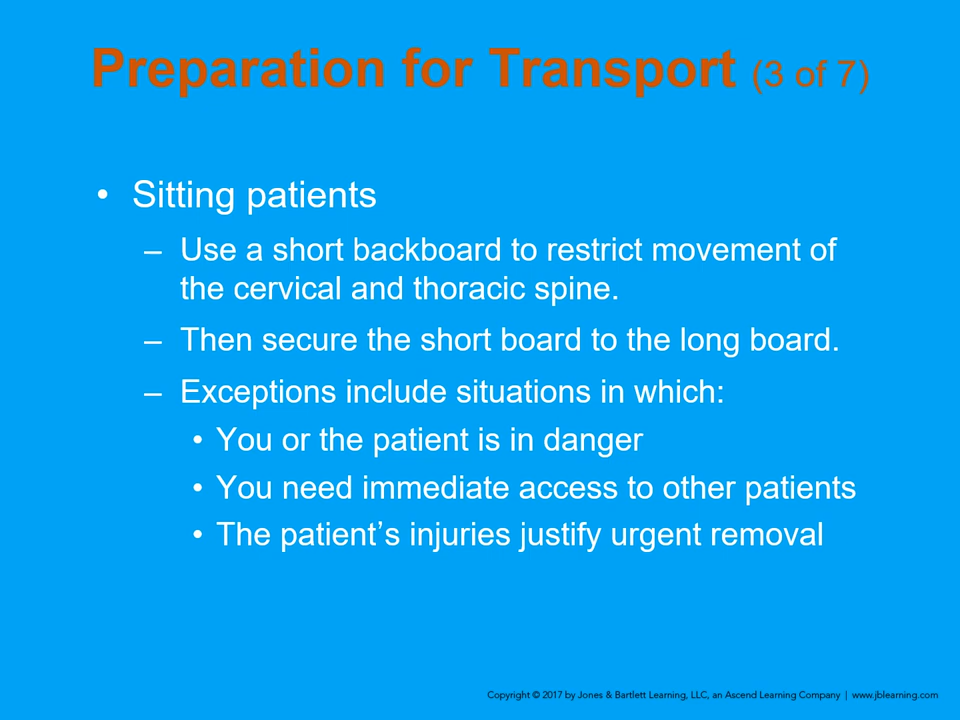 Preparation for Transport (3 of 7)
• Sitting patients
– Use a short backboard to restrict movement of
the cervical and thoracic spine.
– Then secure the short board to the long board.
– Exceptions include situations in which:
• You or the patient is in danger
• You need immediate access to other patients
• The patient’s injuries justify urgent removal
Copyright © 2017 by Jones & Bartlett Learning, LLC, an Ascend Learning Company | www.jblearning.com